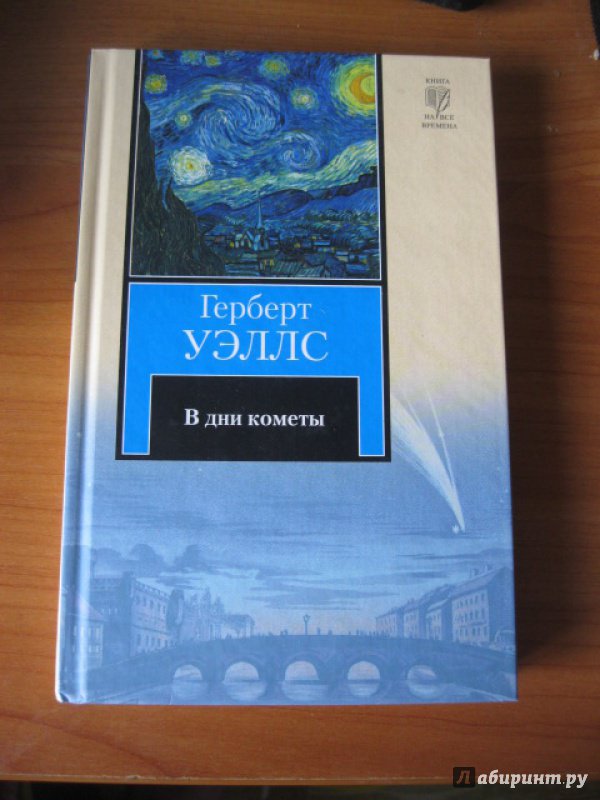 КНИГА
НА ВСЕ
ВРЕМЕНА
Герберт
УЭЛЛС
В дни кометы
Лабиринт.ру